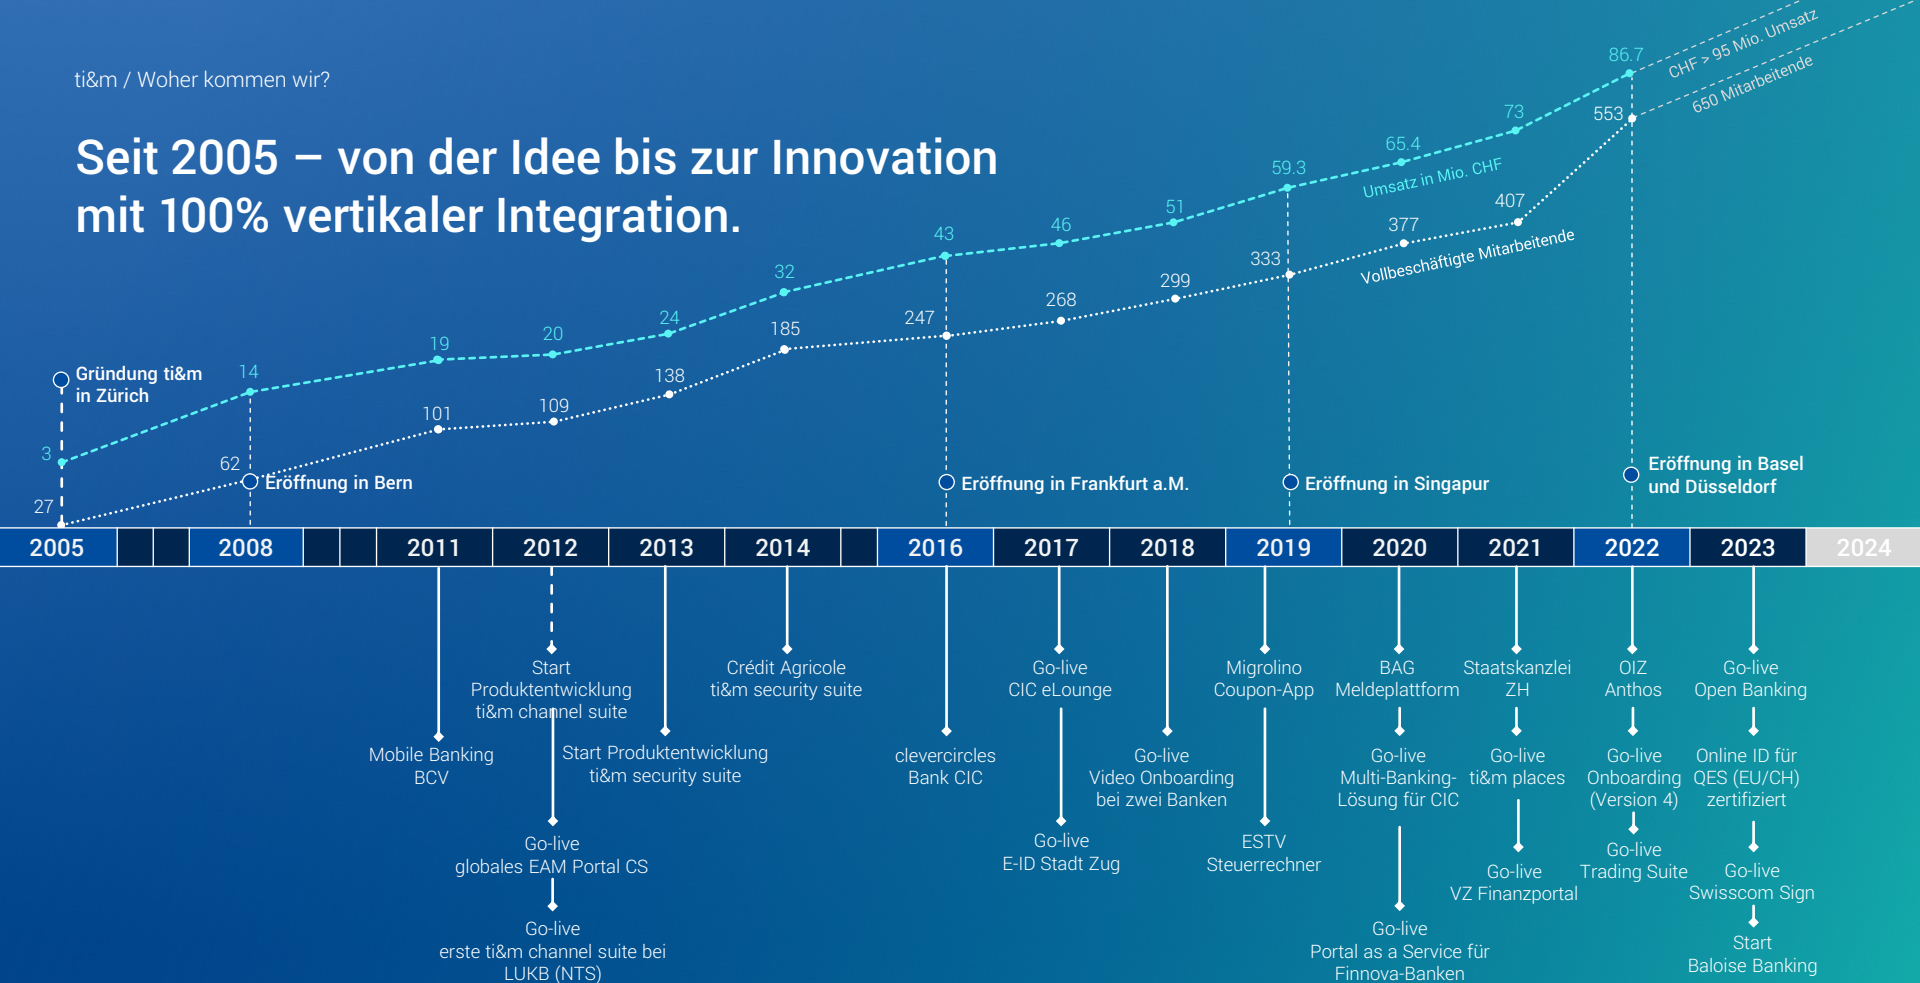 ti&m / Woher kommen wir?
Seit 2005 – von der Idee bis zur Innovation
mit 100% vertikaler Integration.
CHF > 95 Mio. Umsatz
650 Mitarbeitende
86.7
553
73
65.4
59.3
Umsatz in Mio. CHF
407
377
333
Vollbeschäftigte Mitarbeitende
51
299
46
268
43
247
32
185
24
138
20
109
19
101
14
62
3
27
Gründung ti&m
in Zürich
Eröffnung in Bern
Eröffnung in Frankfurt a.M.
Eröffnung in Singapur
Eröffnung in Basel
und Düsseldorf
2005
2008
2011
2012
2013
2014
2016
2017
2018
2019
2020
2021
2022
2023
2024
Mobile Banking
BCV
Start
Produktentwicklung
ti&m channel suite
Go-live
globales EAM Portal CS
Go-live
erste ti&m channel suite bei
LUKB (NTS)
Start Produktentwicklung
ti&m security suite
Crédit Agricole
ti&m security suite
clevercircles
Bank CIC
Go-live
CIC eLounge
Go-live
E-ID Stadt Zug
Go-live
Video Onboarding
bei zwei Banken
Migrolino
Coupon-App
ESTV
Steuerrechner
BAG
Meldeplattform
Go-live
Multi-Banking-
Lösung für CIC
Go-live
Portal as a Service für
Finnova-Banken
Staatskanzlei
ZH
Go-live
ti&m places
Go-live
VZ Finanzportal
OIZ
Anthos
Go-live
Onboarding
(Version 4)
Go-live
Trading Suite
Go-live
Open Banking
Online ID für
QES (EU/CH)
zertifiziert
Go-live
Swisscom Sign
Start
Baloise Banking